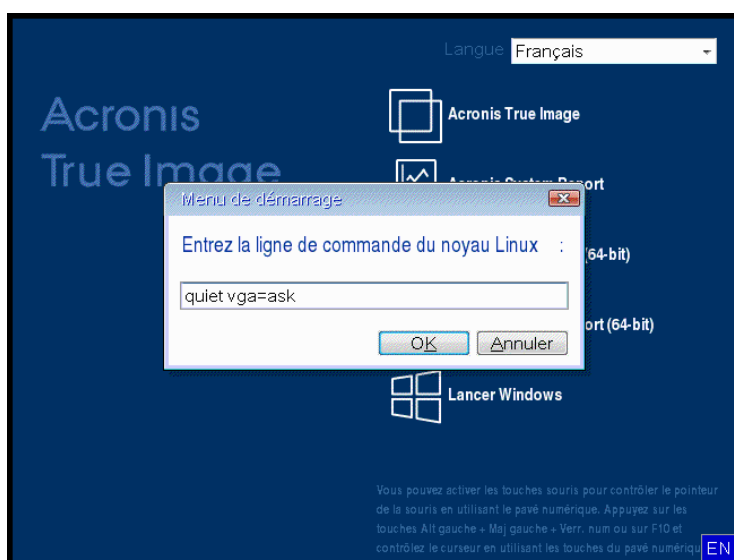 Langue Français
Acronis
True Image
Acronis True Image
Acronis System Report
Menu de démarrage
Entrez la ligne de commande du noyau Linux :
(64-bit)
quiet vga=ask
ort (64-bit)
OK Annuler
Lancer Windows
Vous pouvez activer les touches souris pour contrôler le pointeur
de la souris en utilisant le pavé numérique. Appuyez sur les
touches Alt gauche + Maj gauche + Verr. num ou sur F10 et
contrôlez le curseur en utilisant les touches du pavé numériqu
EN